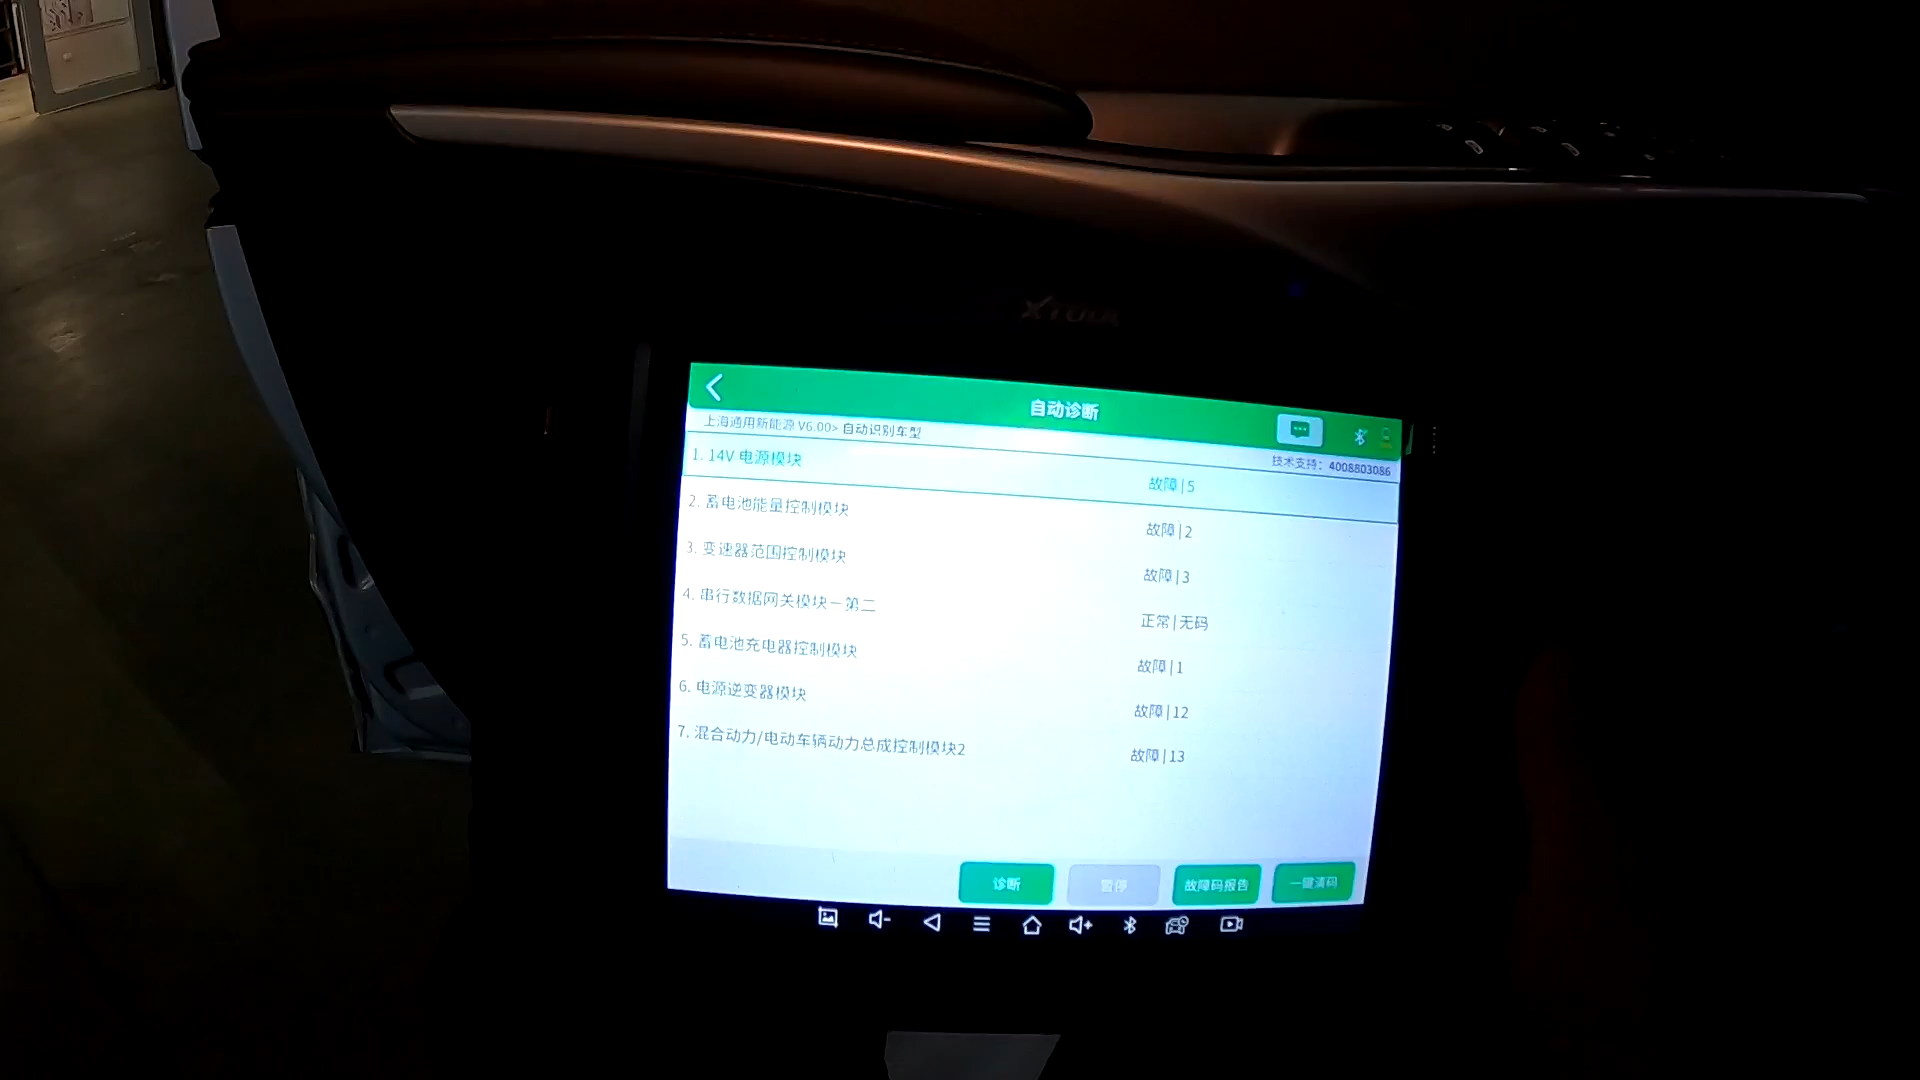 XTOOL
自动诊断
上海通用新能源 V6.00> 自动识别车型
技术支持：4008803086
1. 14V 电源模块 故障|5
2. 蓄电池能量控制模块 故障|2
3. 变速器范围控制模块 故障|3
4. 串行数据网关模块－第二 正常|无码
5. 蓄电池充电器控制模块 故障|1
6. 电源逆变器模块 故障|12
7. 混合动力/电动车辆动力总成控制模块2 故障|13
诊断 暂停 故障码报告 一键清码